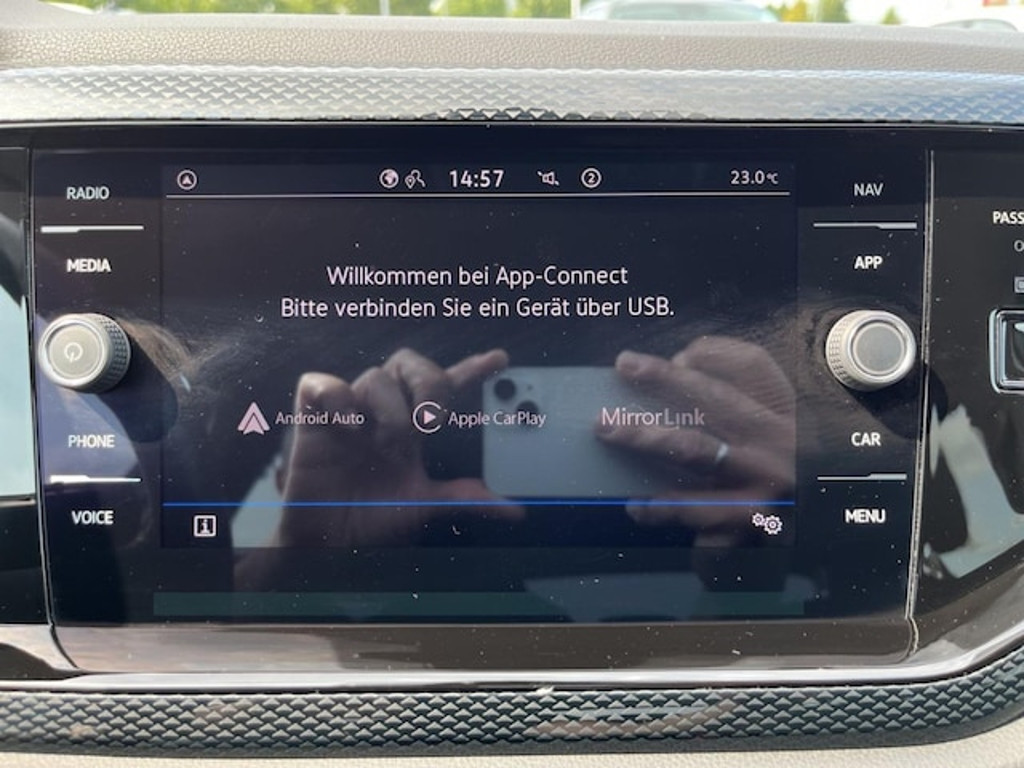 14:57
2
23.0°C
RADIO
NAV
MEDIA
APP
PASS
Willkommen bei App-Connect
Bitte verbinden Sie ein Gerät über USB.
Android Auto
Apple CarPlay
MirrorLink
PHONE
CAR
VOICE
MENU
i